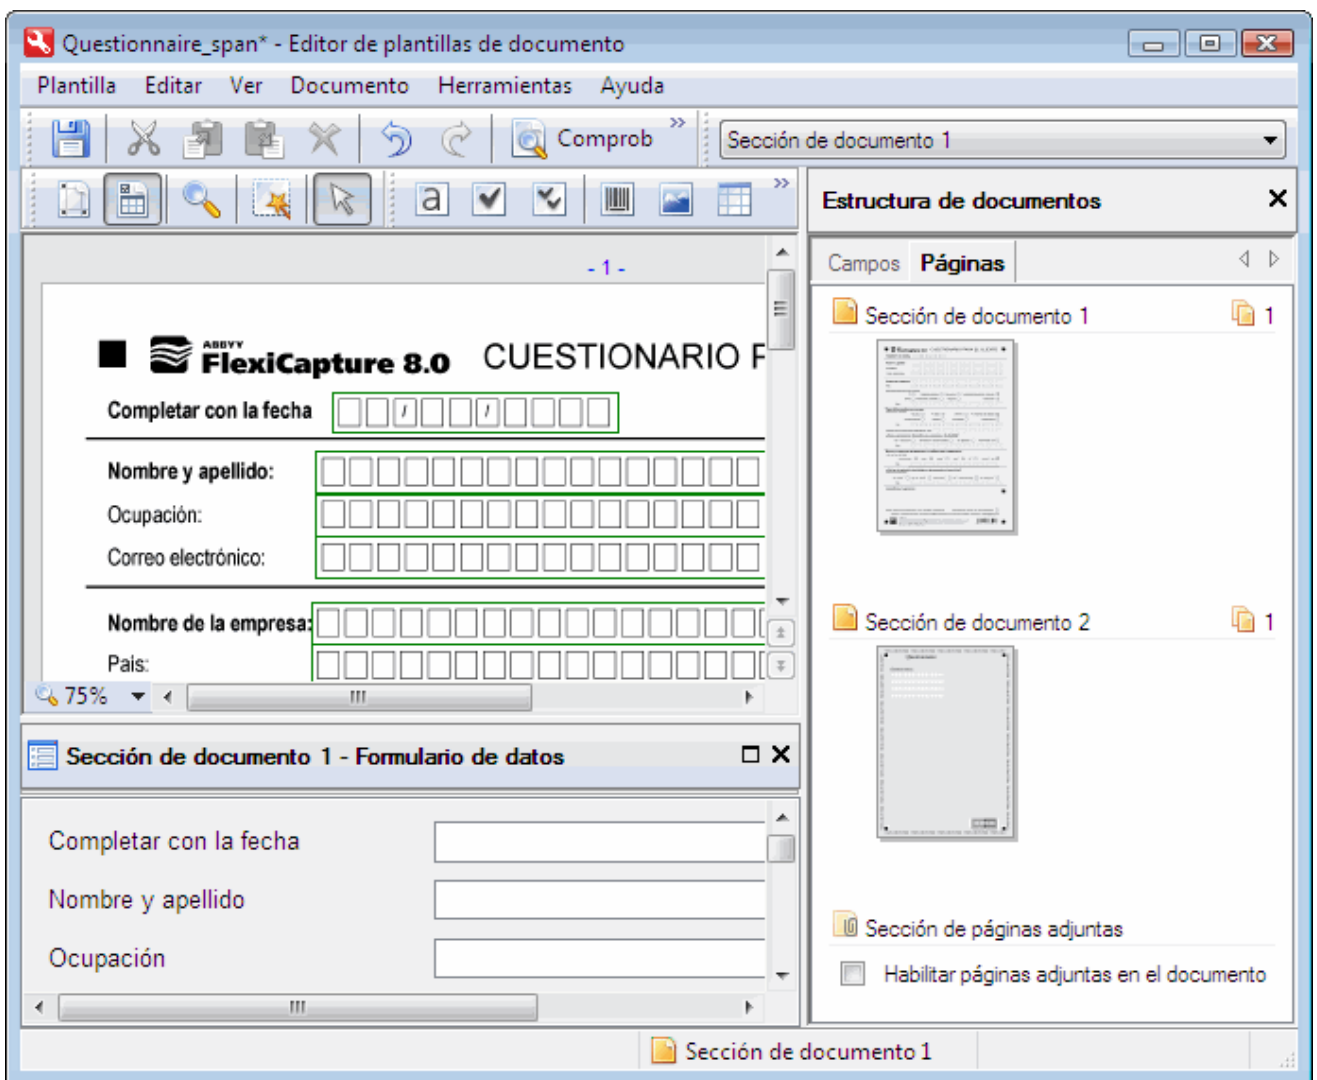 Questionnaire_span* - Editor de plantillas de documento
Plantilla Editar Ver Documento Herramientas Ayuda
Comprob » Sección de documento 1
a » Estructura de documentos
Campos Páginas
- 1 -
Sección de documento 1 1
ABBYY
FlexiCapture 8.0 CUESTIONARIO P
Completar con la fecha / /
Nombre y apellido:
Ocupación:
Correo electrónico:
Nombre de la empresa:
Pais:
75%
Sección de documento 2 1
Sección de documento 1 - Formulario de datos
Completar con la fecha
Nombre y apellido
Ocupación
Sección de páginas adjuntas
Habilitar páginas adjuntas en el documento
Sección de documento 1